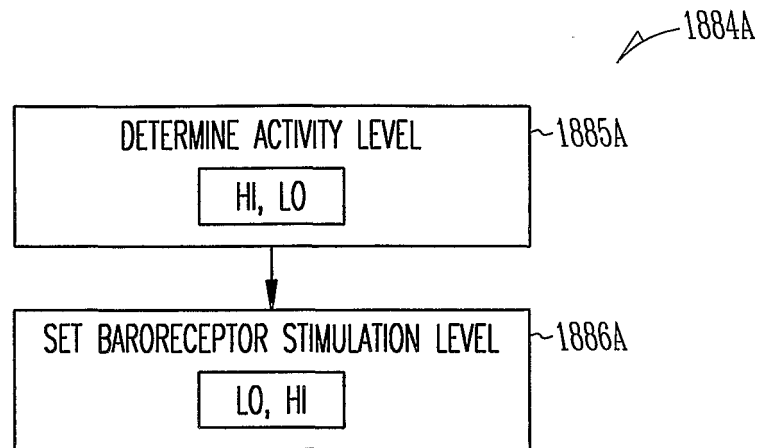 1884A
DETERMINE ACTIVITY LEVEL
1885A
HI, LO
SET BARORECEPTOR STIMULATION LEVEL
1886A
LO, HI